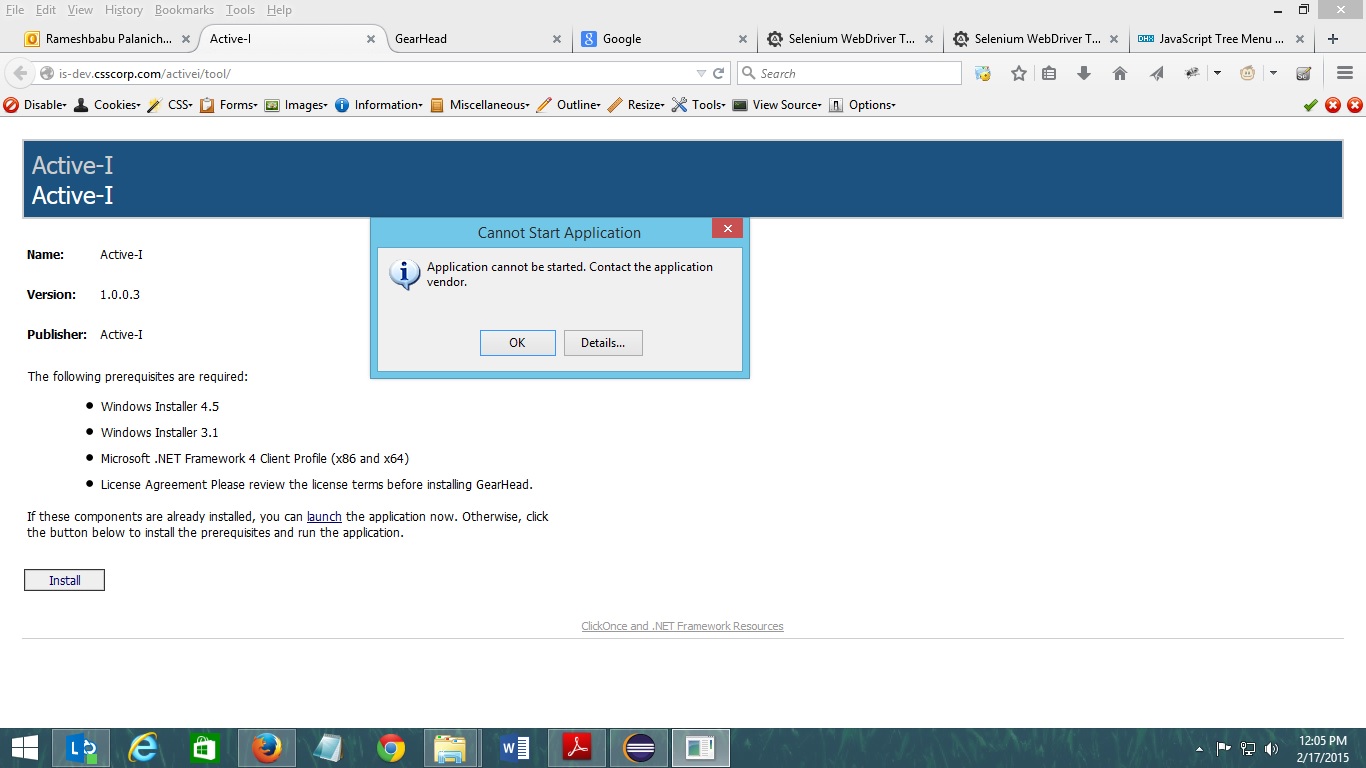 File Edit View History Bookmarks Tools Help
Rameshbabu Palanich... Active-I GearHead Google Selenium WebDriver T... Selenium WebDriver T... JavaScript Tree Menu ...
is-dev.csscorp.com/activei/tool/ Search
Disable Cookies CSS Forms Images Information Miscellaneous Outline Resize Tools View Source Options
Active-I
Active-I
Cannot Start Application
Application cannot be started. Contact the application
vendor.
OK Details...
Name: Active-I
Version: 1.0.0.3
Publisher: Active-I
The following prerequisites are required:
Windows Installer 4.5
Windows Installer 3.1
Microsoft .NET Framework 4 Client Profile (x86 and x64)
License Agreement Please review the license terms before installing GearHead.
If these components are already installed, you can launch the application now. Otherwise, click
the button below to install the prerequisites and run the application.
Install
ClickOnce and .NET Framework Resources
12:05 PM
2/17/2015